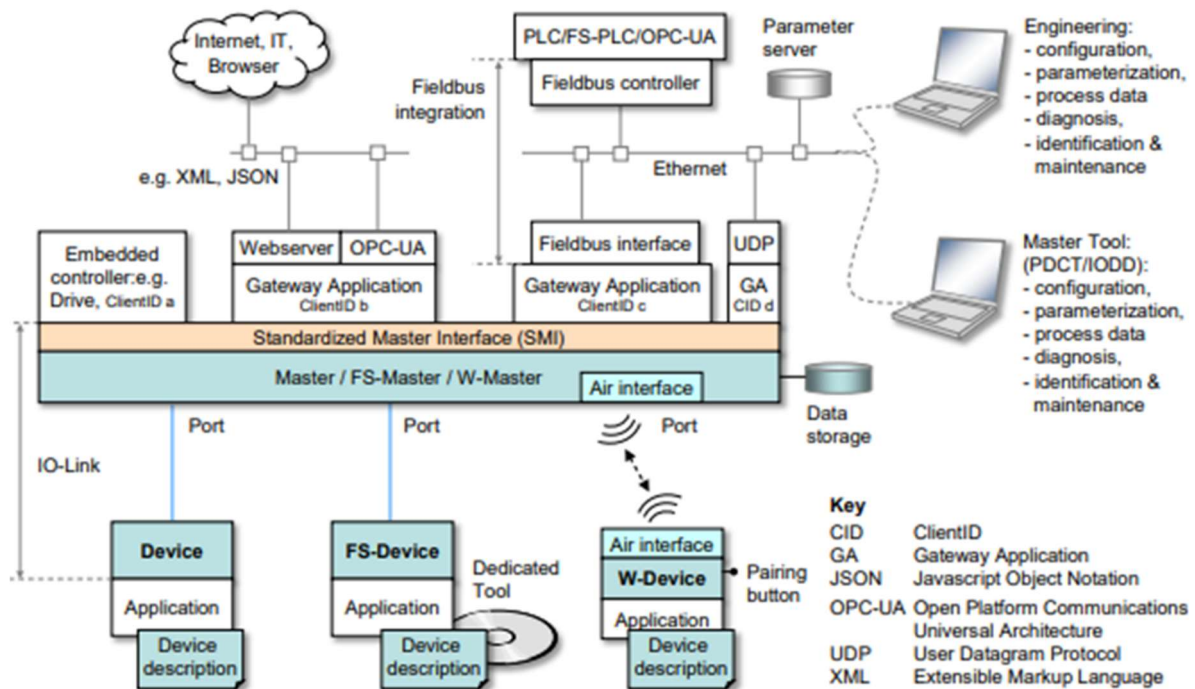 Internet, IT,
Browser
PLC/FS-PLC/OPC-UA
Fieldbus controller
Fieldbus
integration
Parameter
server
Engineering:
- configuration,
- parameterization,
- process data
- diagnosis,
- identification &
maintenance
e.g. XML, JSON
Ethernet
Embedded
controller:e.g.
Drive, ClientID a
Webserver
OPC-UA
Gateway Application
ClientID b
Fieldbus interface
Gateway Application
ClientID c
UDP
GA
CID d
Master Tool:
(PDCT/IODD):
- configuration,
- parameterization,
- process data
- diagnosis,
- identification &
maintenance
Standardized Master Interface (SMI)
Master / FS-Master / W-Master
Air interface
Data
storage
Port
Port
Port
IO-Link
Device
Application
Device
description
FS-Device
Application
Device
description
Dedicated
Tool
Air interface
W-Device
Application
Device
description
Pairing
button
Key
CID ClientID
GA Gateway Application
JSON Javascript Object Notation
OPC-UA Open Platform Communications
Universal Architecture
UDP User Datagram Protocol
XML Extensible Markup Language